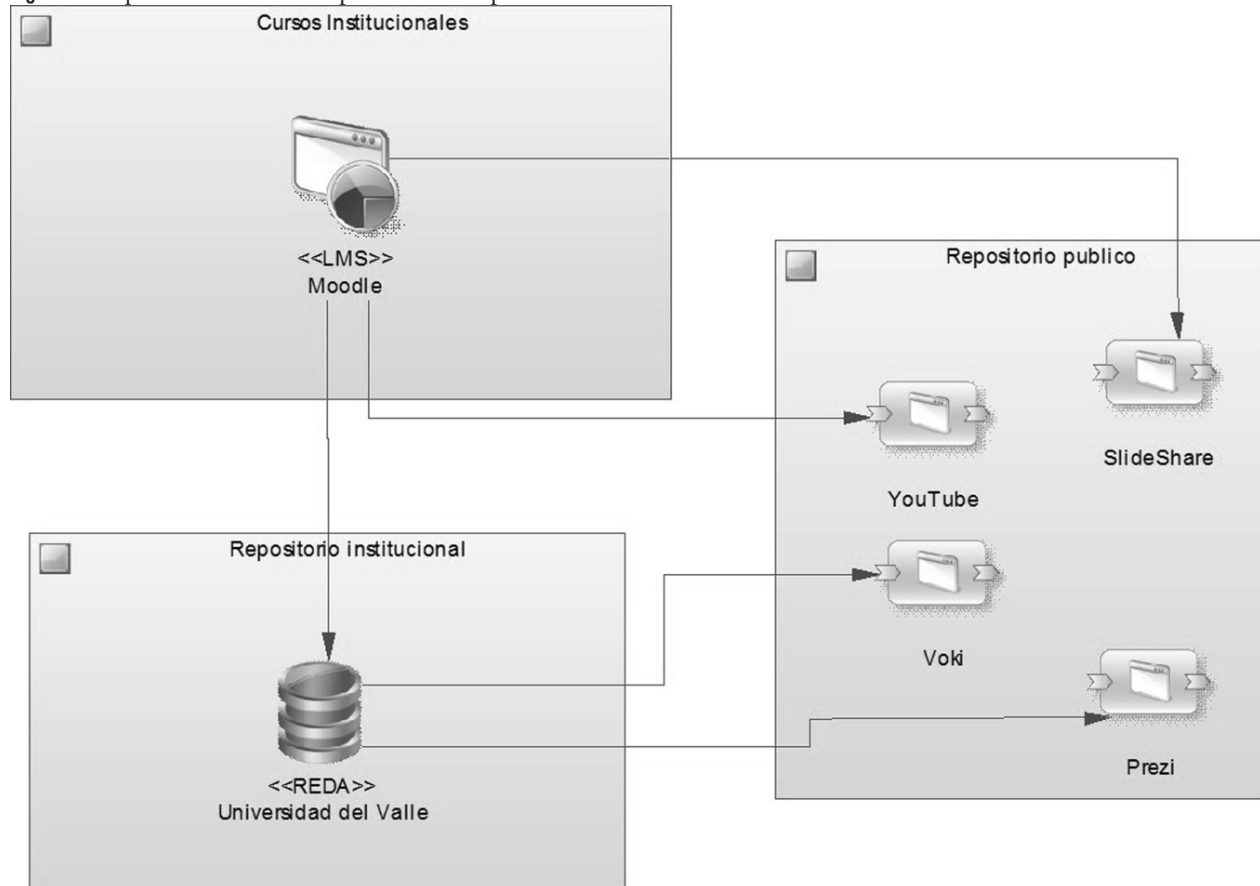 Cursos Institucionales
<<LMS>>
Moodle
Repositorio publico
SlideShare
YouTube
Repositorio institucional
Voki
Prezi
<<REDA>>
Universidad del Valle